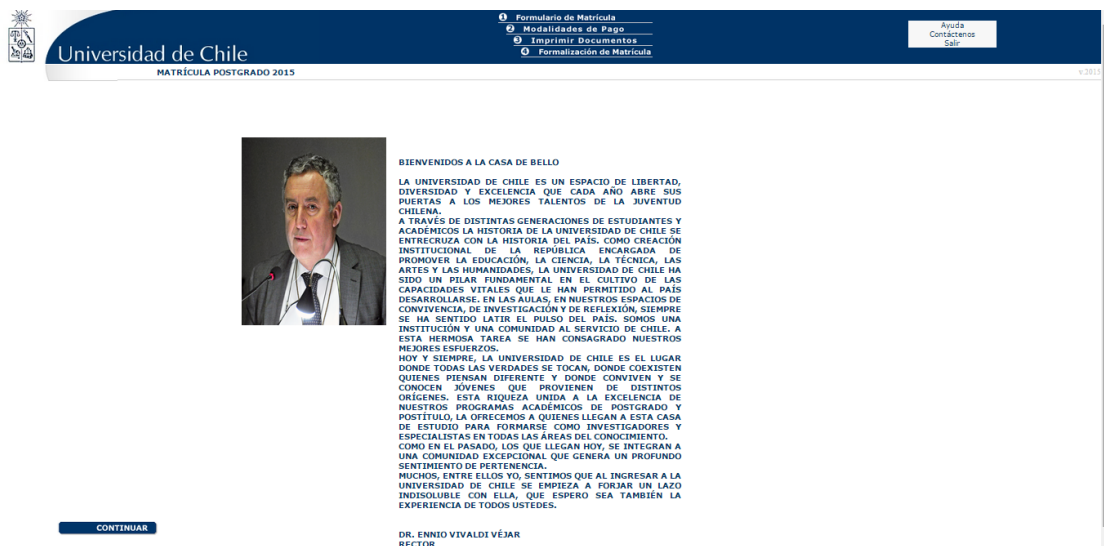 1 Formulario de Matrícula
2 Modalidades de Pago
3 Imprimir Documentos
4 Formalización de Matrícula
Ayuda
Contáctenos
Salir
Universidad de Chile
MATRÍCULA POSTGRADO 2015
v.2015
BIENVENIDOS A LA CASA DE BELLO
LA UNIVERSIDAD DE CHILE ES UN ESPACIO DE LIBERTAD,
DIVERSIDAD Y EXCELENCIA QUE CADA AÑO ABRE SUS
PUERTAS A LOS MEJORES TALENTOS DE LA JUVENTUD
CHILENA.
A TRAVÉS DE DISTINTAS GENERACIONES DE ESTUDIANTES Y
ACADÉMICOS LA HISTORIA DE LA UNIVERSIDAD DE CHILE SE
ENTRECRUZA CON LA HISTORIA DEL PAÍS. COMO CREACIÓN
INSTITUCIONAL DE LA REPÚBLICA ENCARGADA DE
PROMOVER LA EDUCACIÓN, LA CIENCIA, LA TÉCNICA, LAS
ARTES Y LAS HUMANIDADES, LA UNIVERSIDAD DE CHILE HA
SIDO UN PILAR FUNDAMENTAL EN EL CULTIVO DE LAS
CAPACIDADES VITALES QUE LE HAN PERMITIDO AL PAÍS
DESARROLLARSE. EN LAS AULAS, EN NUESTROS ESPACIOS DE
CONVIVENCIA, DE INVESTIGACIÓN Y DE REFLEXIÓN, SIEMPRE
SE HA SENTIDO LATIR EL PULSO DEL PAÍS. SOMOS UNA
INSTITUCIÓN Y UNA COMUNIDAD AL SERVICIO DE CHILE. A
ESTA HERMOSA TAREA SE HAN CONSAGRADO NUESTROS
MEJORES ESFUERZOS.
HOY Y SIEMPRE, LA UNIVERSIDAD DE CHILE ES EL LUGAR
DONDE TODAS LAS VERDADES SE TOCAN, DONDE COEXISTEN
QUIENES PIENSAN DIFERENTE Y DONDE CONVIVEN Y SE
CONOCEN JÓVENES QUE PROVIENEN DE DISTINTOS
ORÍGENES. ESTA RIQUEZA UNIDA A LA EXCELENCIA DE
NUESTROS PROGRAMAS ACADÉMICOS DE POSTGRADO Y
POSTÍTULO, LA OFRECEMOS A QUIENES LLEGAN A ESTA CASA
DE ESTUDIO PARA FORMARSE COMO INVESTIGADORES Y
ESPECIALISTAS EN TODAS LAS ÁREAS DEL CONOCIMIENTO.
COMO EN EL PASADO, LOS QUE LLEGAN HOY, SE INTEGRAN A
UNA COMUNIDAD EXCEPCIONAL QUE GENERA UN PROFUNDO
SENTIMIENTO DE PERTENENCIA.
MUCHOS, ENTRE ELLOS YO, SENTIMOS QUE AL INGRESAR A LA
UNIVERSIDAD DE CHILE SE EMPIEZA A FORJAR UN LAZO
INDISOLUBLE CON ELLA, QUE ESPERO SEA TAMBIÉN LA
EXPERIENCIA DE TODOS USTEDES.
CONTINUAR
DR. ENNIO VIVALDI VÉJAR
RECTOR